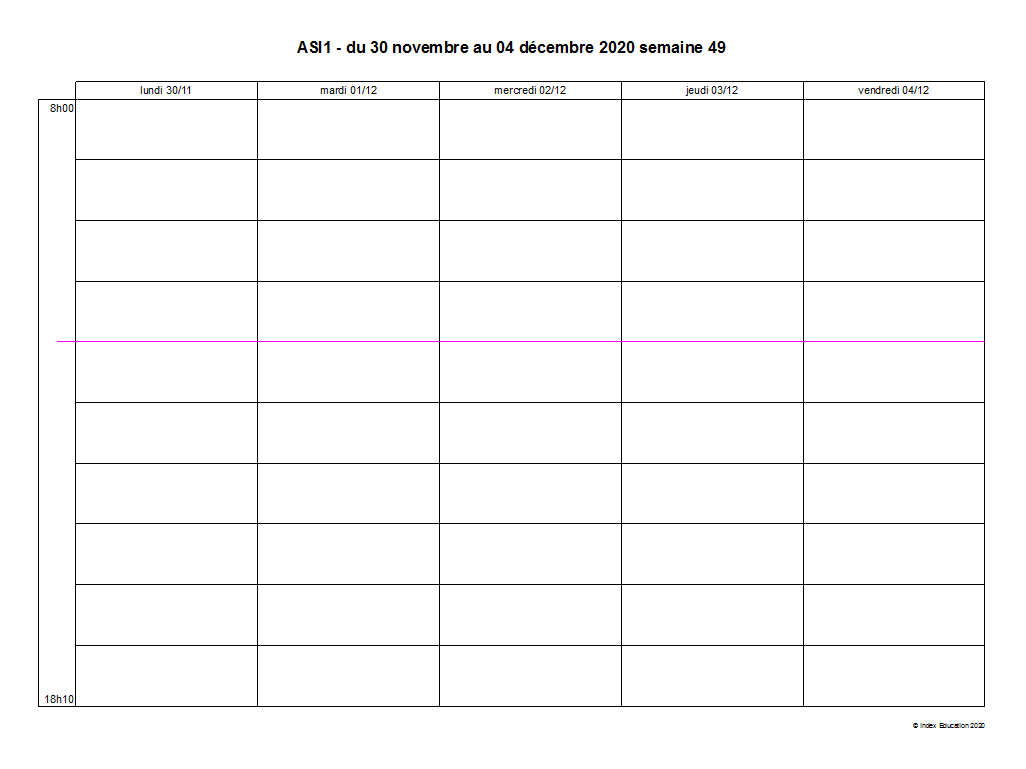 ASI1 - du 30 novembre au 04 décembre 2020 semaine 49
lundi 30/11 mardi 01/12 mercredi 02/12 jeudi 03/12 vendredi 04/12
8h00
18h10
© Index Education 2020